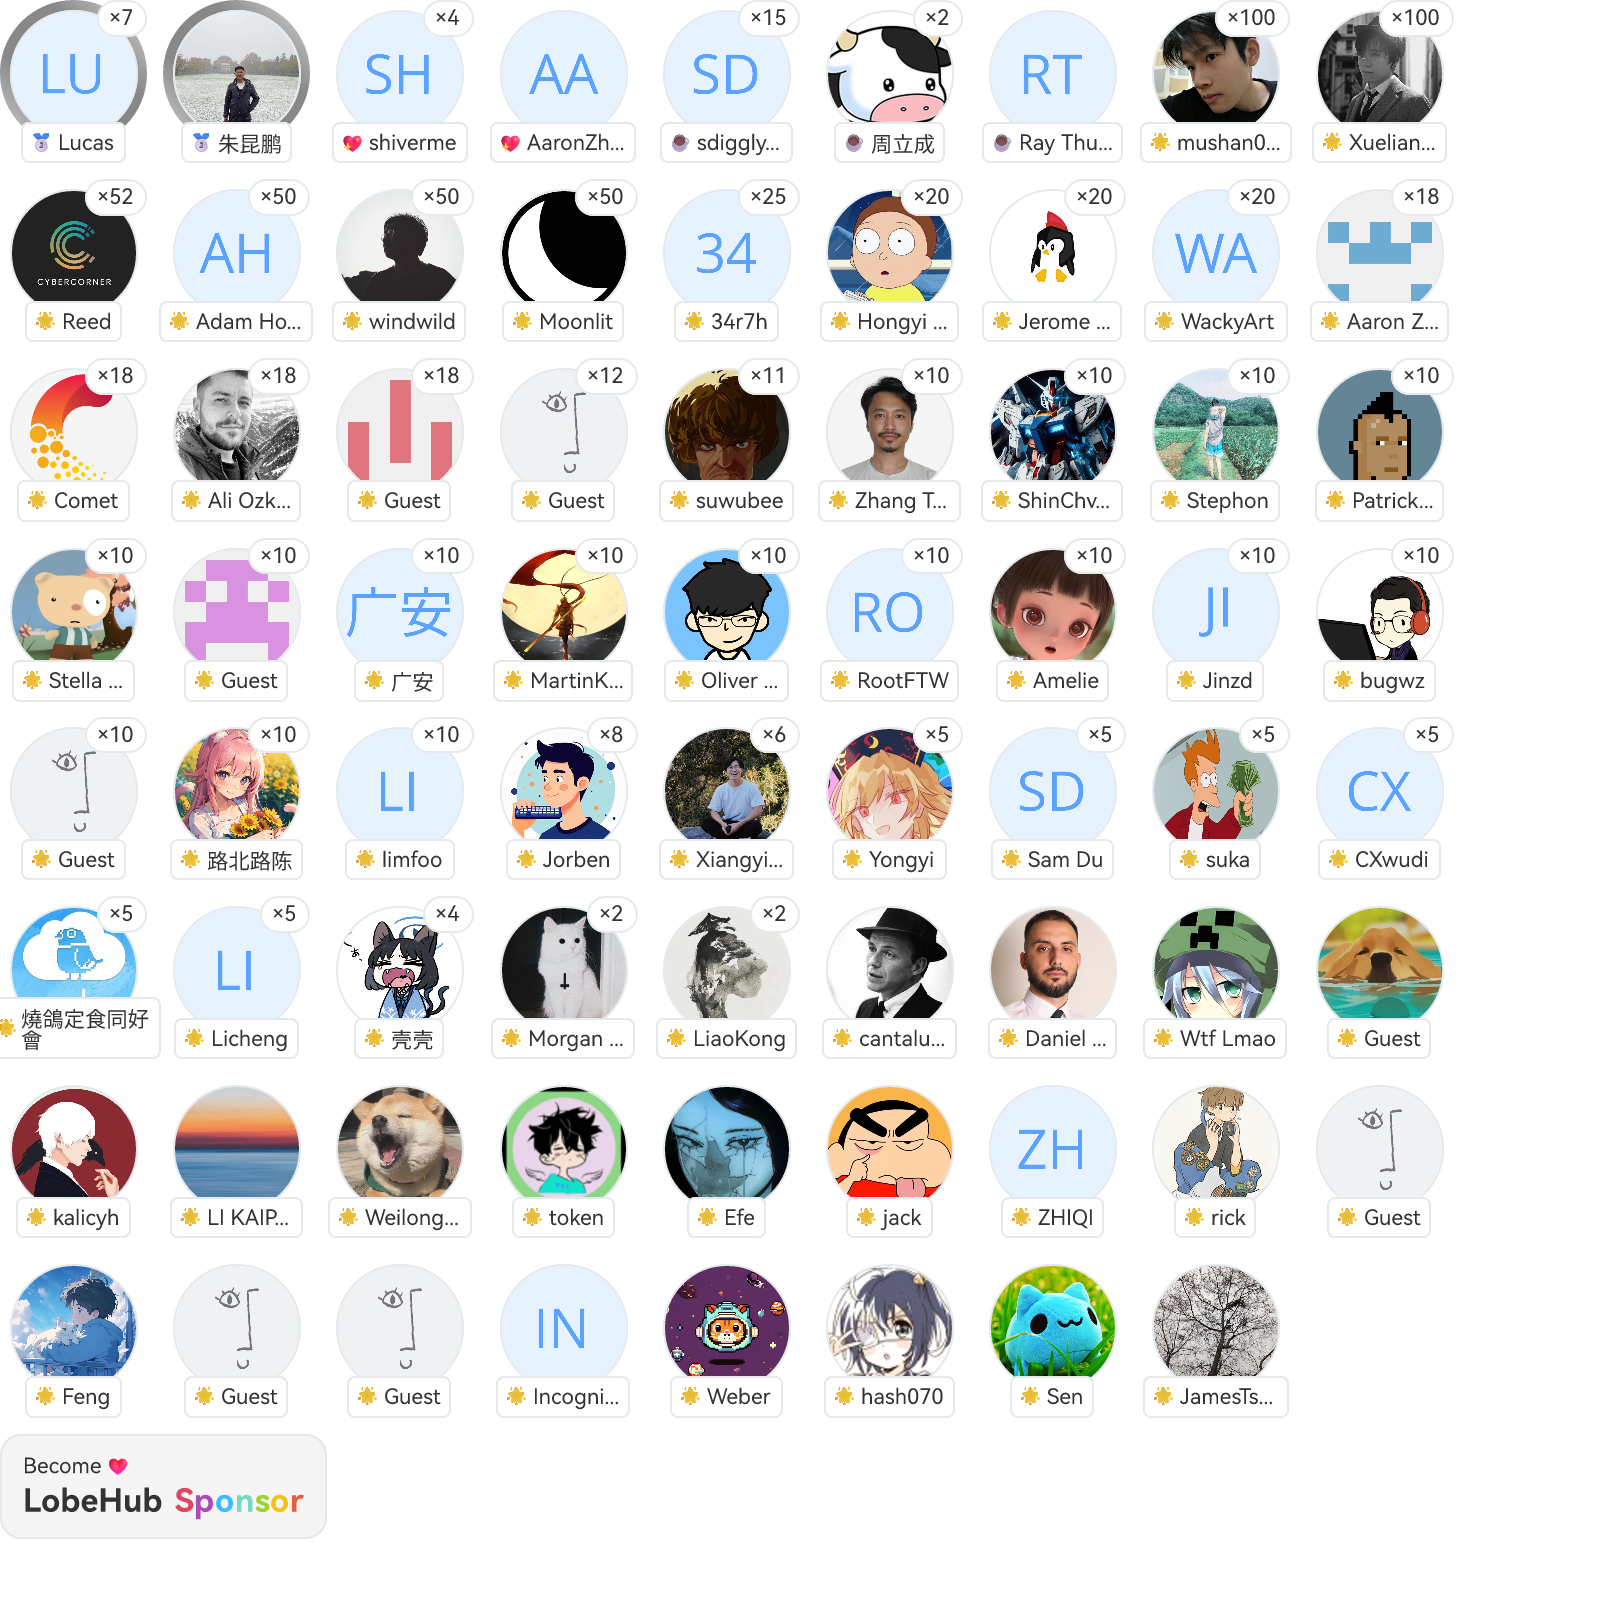 ×7 ×4 ×15 ×2 ×100 ×100
LU SH AA SD RT
Lucas 朱昆鹏 shiverme AaronZh... sdiggly... 周立成 Ray Thu... mushan0... Xuelian...
×52 ×50 ×50 ×50 ×25 ×20 ×20 ×20 ×18
CYBERCORNER AH 34 WA
Reed Adam Ho... windwild Moonlit 34r7h Hongyi ... Jerome ... WackyArt Aaron Z...
×18 ×18 ×18 ×12 ×11 ×10 ×10 ×10 ×10
Comet Ali Ozk... Guest Guest suwubee Zhang T... ShinChv... Stephon Patrick...
×10 ×10 ×10 ×10 ×10 ×10 ×10 ×10 ×10
广安 RO JI
Stella ... Guest 广安 MartinK... Oliver ... RootFTW Amelie Jinzd bugwz
×10 ×10 ×10 ×8 ×6 ×5 ×5 ×5 ×5
LI SD CX
Guest 路北路陈 limfoo Jorben Xiangyi... Yongyi Sam Du suka CXwudi
×5 ×5 ×4 ×2 ×2
LI
燒鴿定食同好
會
Licheng 壳壳 Morgan ... LiaoKong cantalu... Daniel ... Wtf Lmao Guest
ZH
kalicyh LI KAIP... Weilong... token Efe jack ZHIQI rick Guest
IN
Feng Guest Guest Incogni... Weber hash070 Sen JamesTs...
Become
LobeHub Sponsor